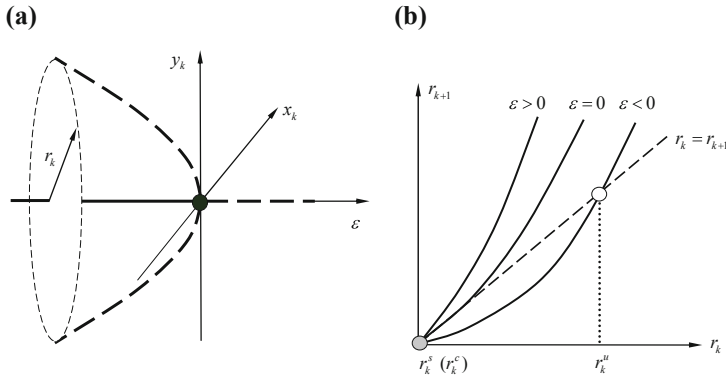 (a)
y_k
x_k
r_k
ε
(b)
r_{k+1}
ε > 0
ε = 0
ε < 0
r_k = r_{k+1}
r_k^s (r_k^c)
r_k^u
r_k